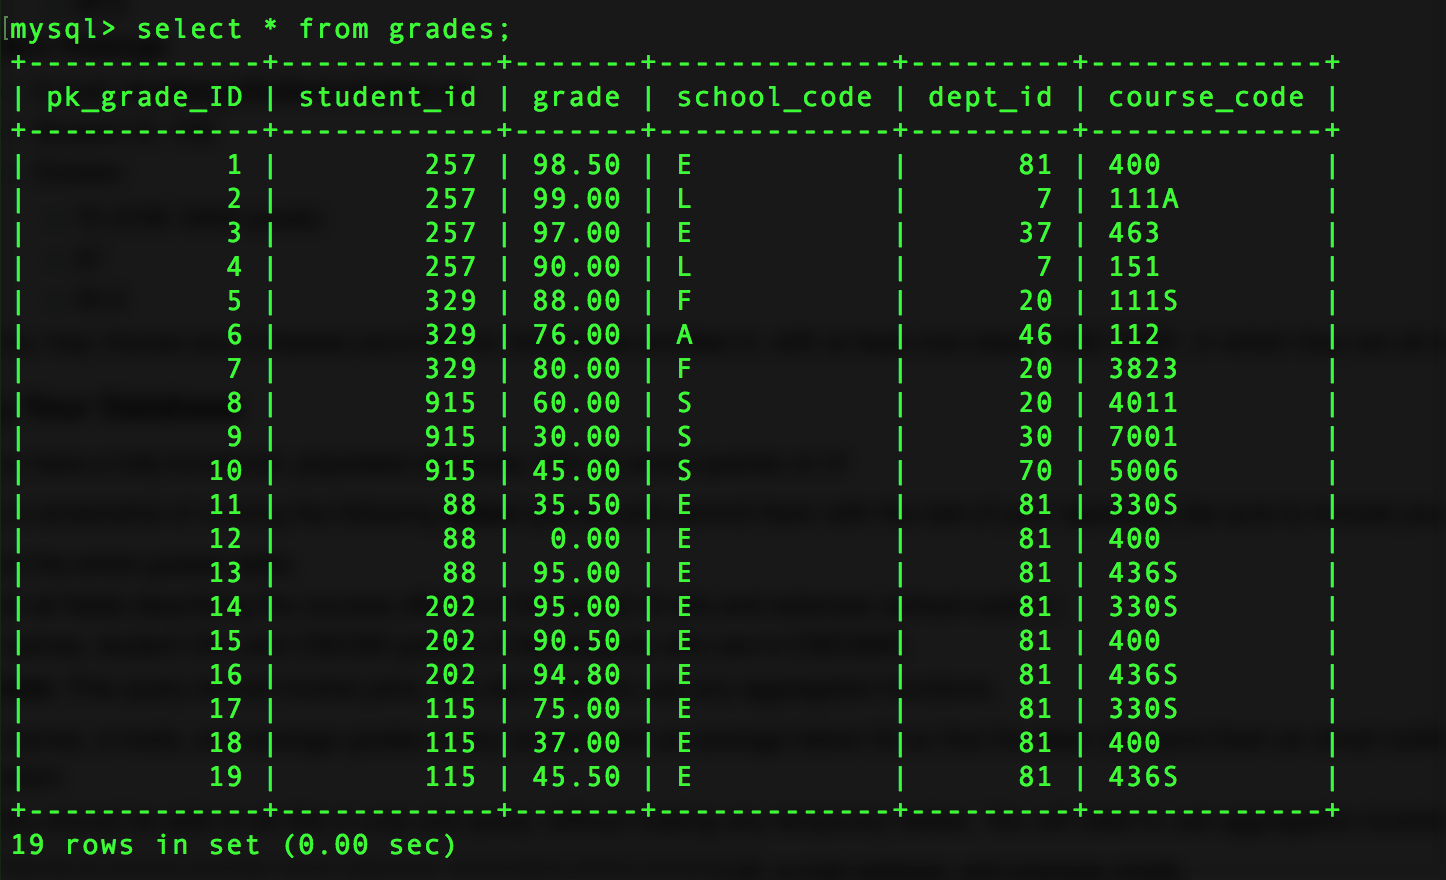 mysql> select * from grades;
+-------------+------------+-------+-------------+---------+-------------+
| pk_grade_ID | student_id | grade | school_code | dept_id | course_code |
+-------------+------------+-------+-------------+---------+-------------+
|           1 |        257 | 98.50 | E           |      81 | 400         |
|           2 |        257 | 99.00 | L           |       7 | 111A        |
|           3 |        257 | 97.00 | E           |      37 | 463         |
|           4 |        257 | 90.00 | L           |       7 | 151         |
|           5 |        329 | 88.00 | F           |      20 | 111S        |
|           6 |        329 | 76.00 | A           |      46 | 112         |
|           7 |        329 | 80.00 | F           |      20 | 3823        |
|           8 |        915 | 60.00 | S           |      20 | 4011        |
|           9 |        915 | 30.00 | S           |      30 | 7001        |
|          10 |        915 | 45.00 | S           |      70 | 5006        |
|          11 |         88 | 35.50 | E           |      81 | 330S        |
|          12 |         88 |  0.00 | E           |      81 | 400         |
|          13 |         88 | 95.00 | E           |      81 | 436S        |
|          14 |        202 | 95.00 | E           |      81 | 330S        |
|          15 |        202 | 90.50 | E           |      81 | 400         |
|          16 |        202 | 94.80 | E           |      81 | 436S        |
|          17 |        115 | 75.00 | E           |      81 | 330S        |
|          18 |        115 | 37.00 | E           |      81 | 400         |
|          19 |        115 | 45.50 | E           |      81 | 436S        |
+-------------+------------+-------+-------------+---------+-------------+
19 rows in set (0.00 sec)